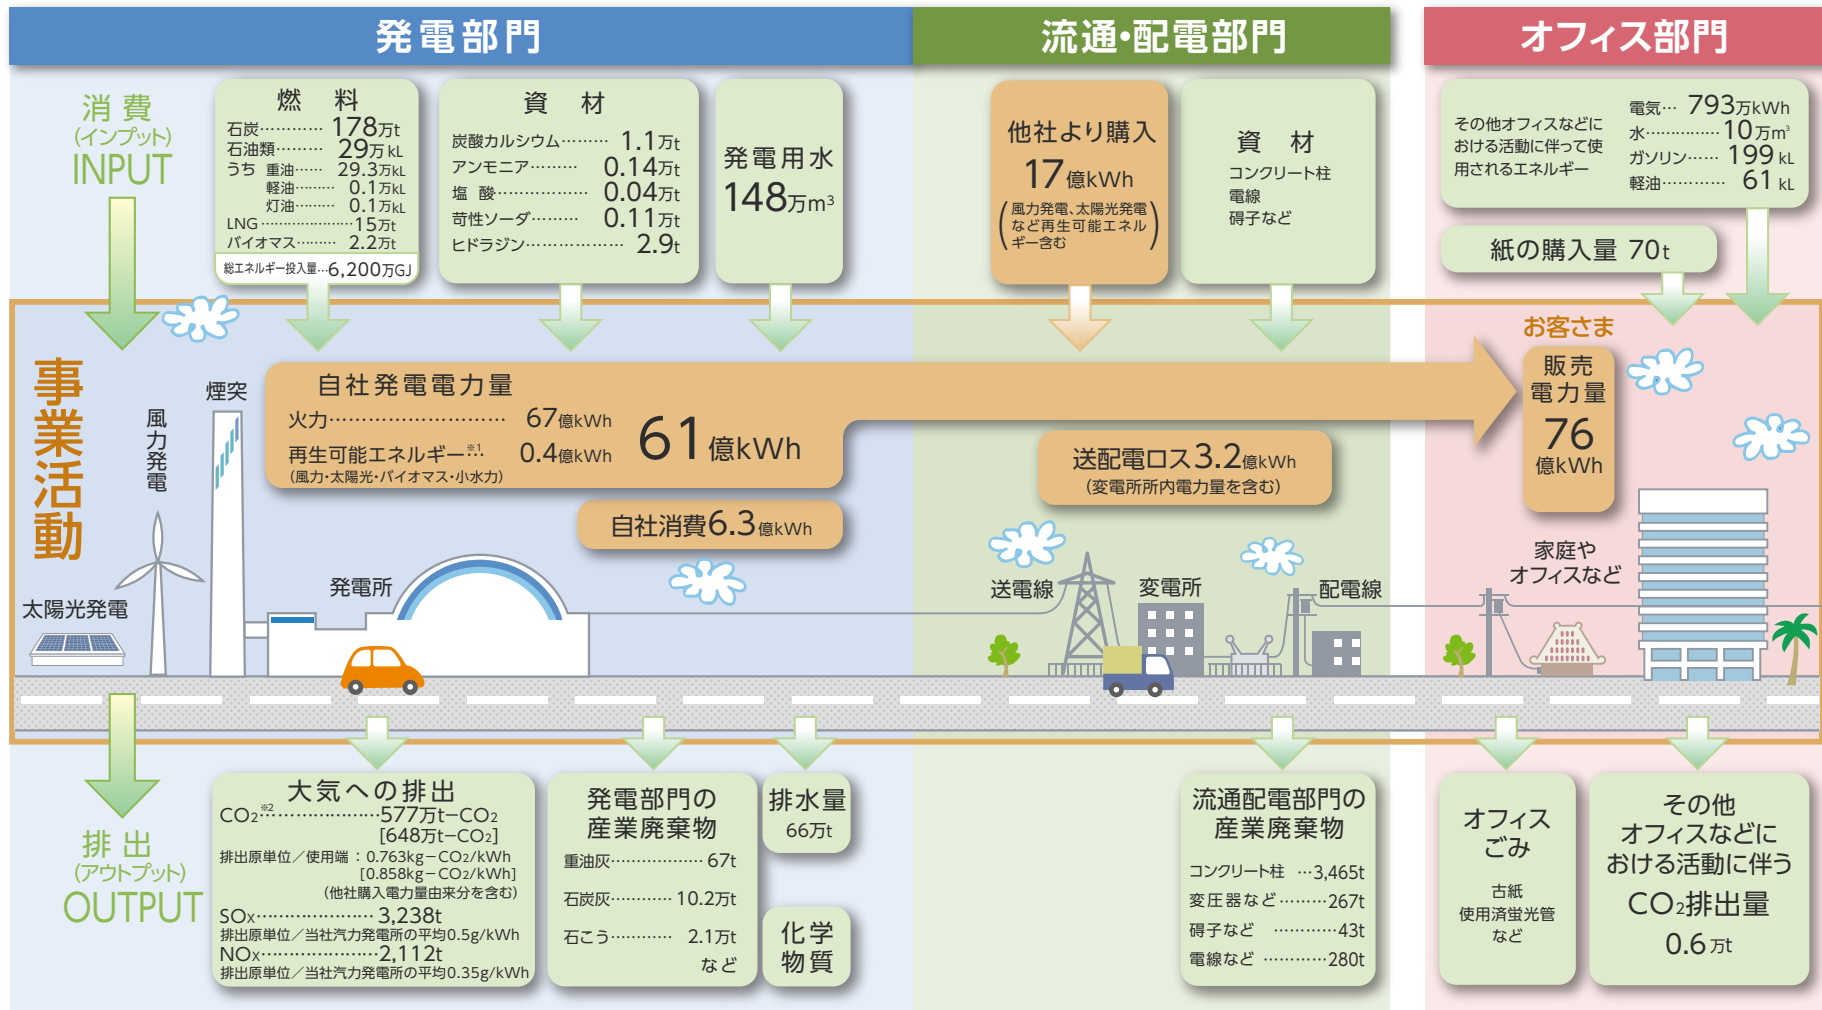 発電部門
流通・配電部門
オフィス部門
消費
(インプット)
INPUT
燃 料
石炭…………178万t
石油類………29万kL
うち 重油……29.3万kL
軽油………0.1万kL
灯油………0.1万kL
LNG………………15万t
バイオマス………2.2万t
総エネルギー投入量…6,200万GJ
資 材
炭酸カルシウム………1.1万t
アンモニア………0.14万t
塩 酸………………0.04万t
苛性ソーダ………0.11万t
ヒドラジン………………2.9t
発電用水
148万m³
他社より購入
17億kWh
(風力発電、太陽光発電
など再生可能エネル
ギー含む)
資 材
コンクリート柱
電線
碍子など
その他オフィスなどに
おける活動に伴って使
用されるエネルギー
電気…793万kWh
水……………10万m³
ガソリン……199kL
軽油…………61kL
紙の購入量 70t
事業活動
煙突
風力発電
太陽光発電
発電所
自社発電電力量
火力……………………… 67億kWh
再生可能エネルギー※1… 0.4億kWh
(風力・太陽光・バイオマス・小水力)
61億kWh
自社消費6.3億kWh
送配電ロス3.2億kWh
(変電所所内電力量を含む)
お客さま
販売
電力量
76
億kWh
送電線
変電所
配電線
家庭や
オフィスなど
排出
(アウトプット)
OUTPUT
大気への排出
CO₂※2…………………577万t−CO₂
[648万t−CO₂]
排出原単位／使用端：0.763kg−CO₂/kWh
[0.858kg−CO₂/kWh]
(他社購入電力量由来分を含む)
SOx…………………3,238t
排出原単位／当社汽力発電所の平均0.5g/kWh
NOx…………………2,112t
排出原単位／当社汽力発電所の平均0.35g/kWh
発電部門の
産業廃棄物
重油灰………………67t
石炭灰…………10.2万t
石こう…………2.1万t
など
排水量
66万t
化学
物質
流通配電部門の
産業廃棄物
コンクリート柱 …3,465t
変圧器など………267t
碍子など …………43t
電線など …………280t
オフィス
ごみ
古紙
使用済蛍光管
など
その他
オフィスなどに
おける活動に伴う
CO₂排出量
0.6万t